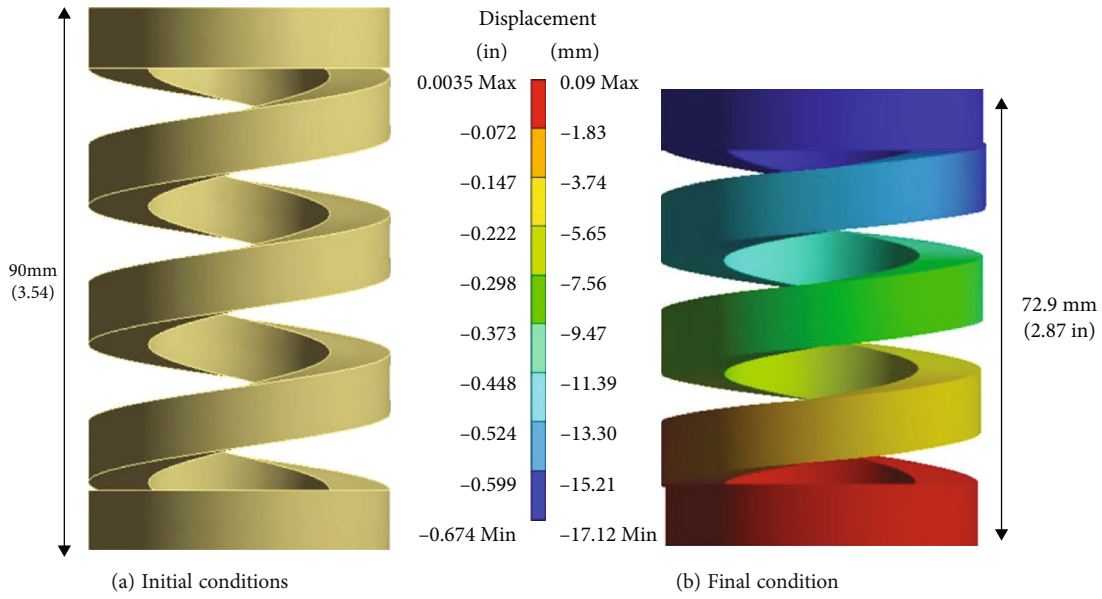 Displacement
(in) (mm)
0.0035 Max 0.09 Max
–0.072 –1.83
–0.147 –3.74
–0.222 –5.65
–0.298 –7.56
–0.373 –9.47
–0.448 –11.39
–0.524 –13.30
–0.599 –15.21
–0.674 Min –17.12 Min
90mm
(3.54)
72.9 mm
(2.87 in)
(a) Initial conditions
(b) Final condition